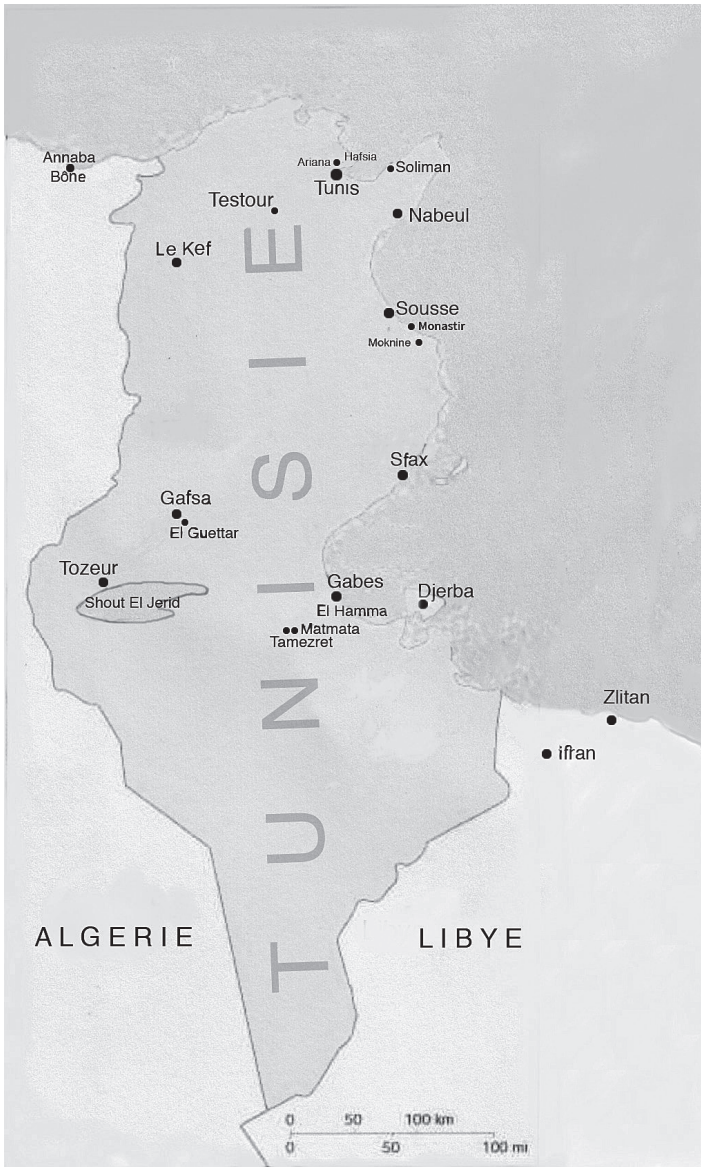 Annaba
Bône
Ariana
Hafsia
Soliman
Tunis
Testour
Nabeul
Le Kef
Sousse
Monastir
Moknine
Sfax
Gafsa
El Guettar
Tozeur
Shout El Jerid
Gabes
El Hamma
Djerba
Matmata
Tamezret
Zlitan
ifran
TUNISIE
ALGERIE
LIBYE
0 50 100 km
0 50 100 mi